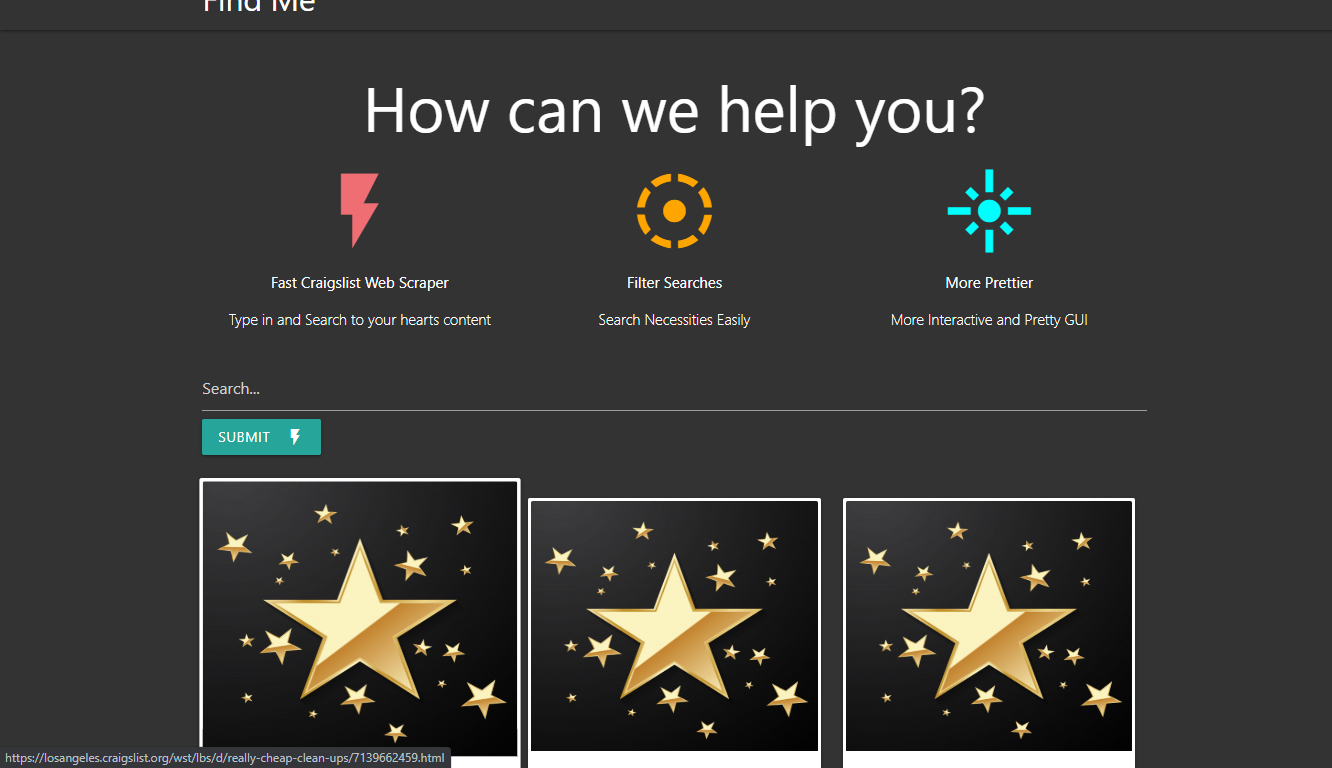 Find Me
How can we help you?
Fast Craigslist Web Scraper
Type in and Search to your hearts content
Filter Searches
Search Necessities Easily
More Prettier
More Interactive and Pretty GUI
Search...
SUBMIT
https://losangeles.craigslist.org/wst/lbs/d/really-cheap-clean-ups/7139662459.html